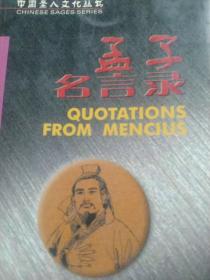 中国圣人文化丛书
CHINESE SAGES SERIES
孟子
名言录
QUOTATIONS
FROM MENCIUS